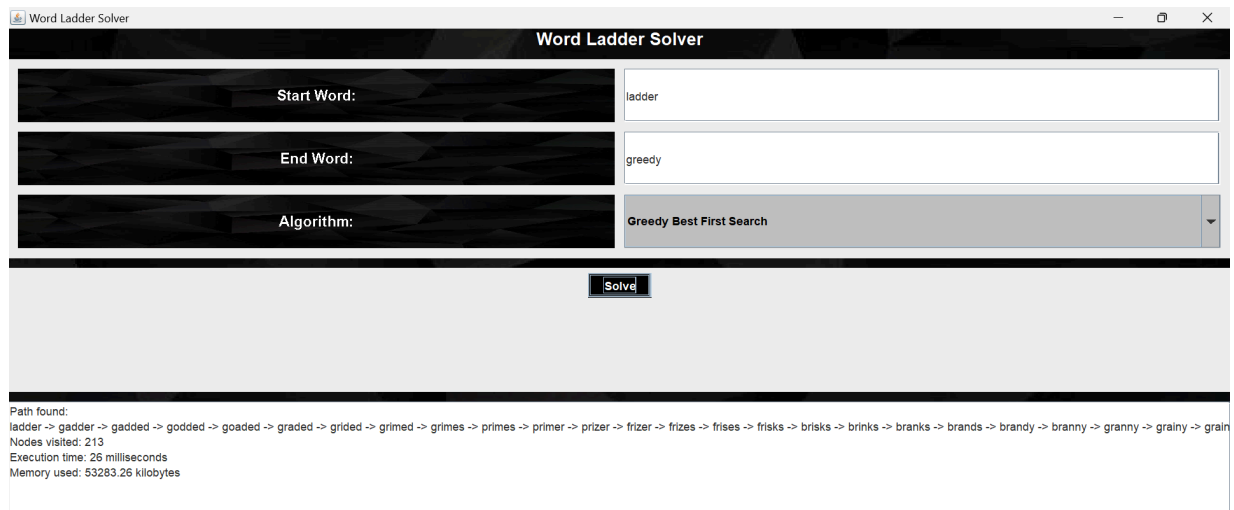 Word Ladder Solver
Word Ladder Solver
Start Word:
ladder
End Word:
greedy
Algorithm:
Greedy Best First Search
Solve
Path found:
ladder -> gadder -> gadded -> godded -> goaded -> graded -> grided -> grimed -> grimes -> primes -> primer -> prizer -> frizer -> frizes -> frises -> frisks -> brisks -> brinks -> branks -> brands -> brandy -> branny -> granny -> grainy -> grain
Nodes visited: 213
Execution time: 26 milliseconds
Memory used: 53283.26 kilobytes